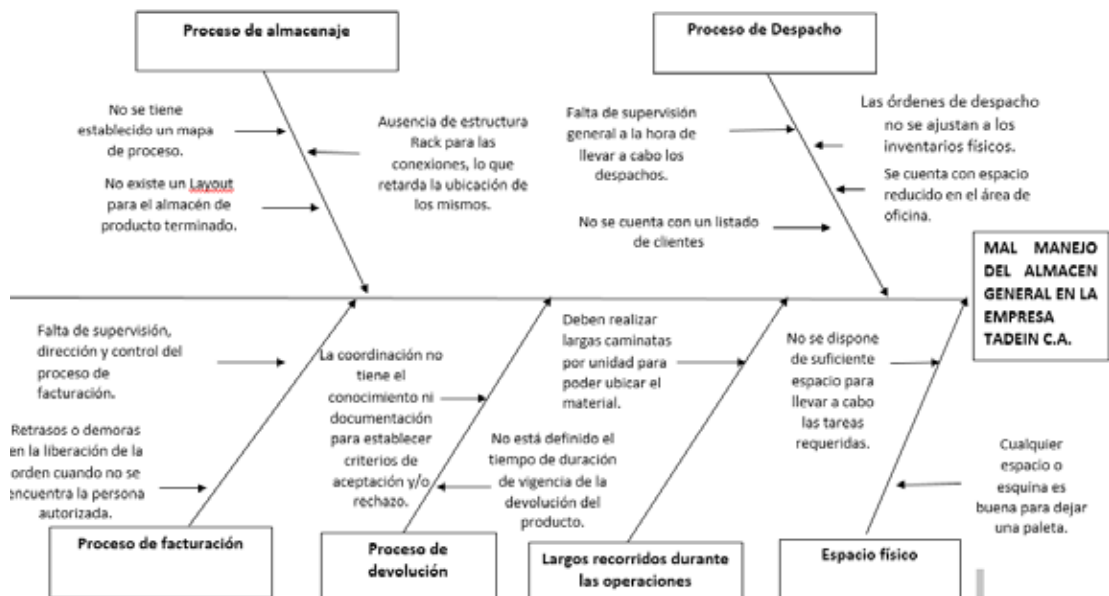 Proceso de almacenaje
Proceso de Despacho
No se tiene
establecido un mapa
de proceso.
No existe un Layout
para el almacén de
producto terminado.
Ausencia de estructura
Rack para las
conexiones, lo que
retarda la ubicación de
los mismos.
Falta de supervisión
general a la hora de
llevar a cabo los
despachos.
No se cuenta con un listado
de clientes
Las órdenes de despacho
no se ajustan a los
inventarios físicos.
Se cuenta con espacio
reducido en el área de
oficina.
MAL MANEJO
DEL ALMACEN
GENERAL EN LA
EMPRESA
TADEIN C.A.
Falta de supervisión,
dirección y control del
proceso de
facturación.
Retrasos o demoras
en la liberación de la
orden cuando no se
encuentra la persona
autorizada.
La coordinación no
tiene el
conocimiento ni
documentación
para establecer
criterios de
aceptación y/o
rechazo.
No está definido el
tiempo de duración
de vigencia de la
devolución del
producto.
Deben realizar
largas caminatas
por unidad para
poder ubicar el
material.
No se dispone
de suficiente
espacio para
llevar a cabo
las tareas
requeridas.
Cualquier
espacio o
esquina es
buena para dejar
una paleta.
Proceso de facturación
Proceso de
devolución
Largos recorridos durante
las operaciones
Espacio físico